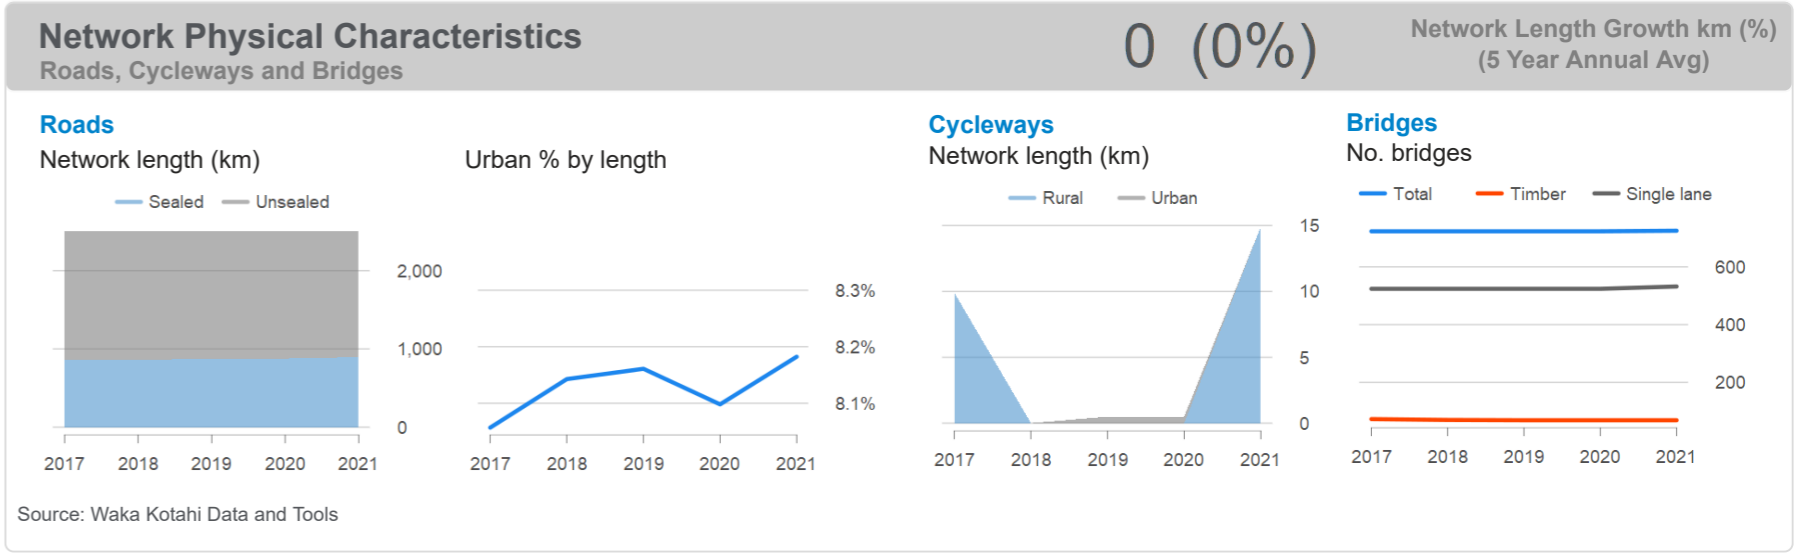 Network Physical Characteristics
Roads, Cycleways and Bridges
0 (0%)
Network Length Growth km (%)
(5 Year Annual Avg)
Roads
Network length (km)
Sealed Unsealed
2,000
1,000
0
2017 2018 2019 2020 2021
Urban % by length
8.3%
8.2%
8.1%
2017 2018 2019 2020 2021
Cycleways
Network length (km)
Rural Urban
15
10
5
0
2017 2018 2019 2020 2021
Bridges
No. bridges
Total Timber Single lane
600
400
200
2017 2018 2019 2020 2021
Source: Waka Kotahi Data and Tools